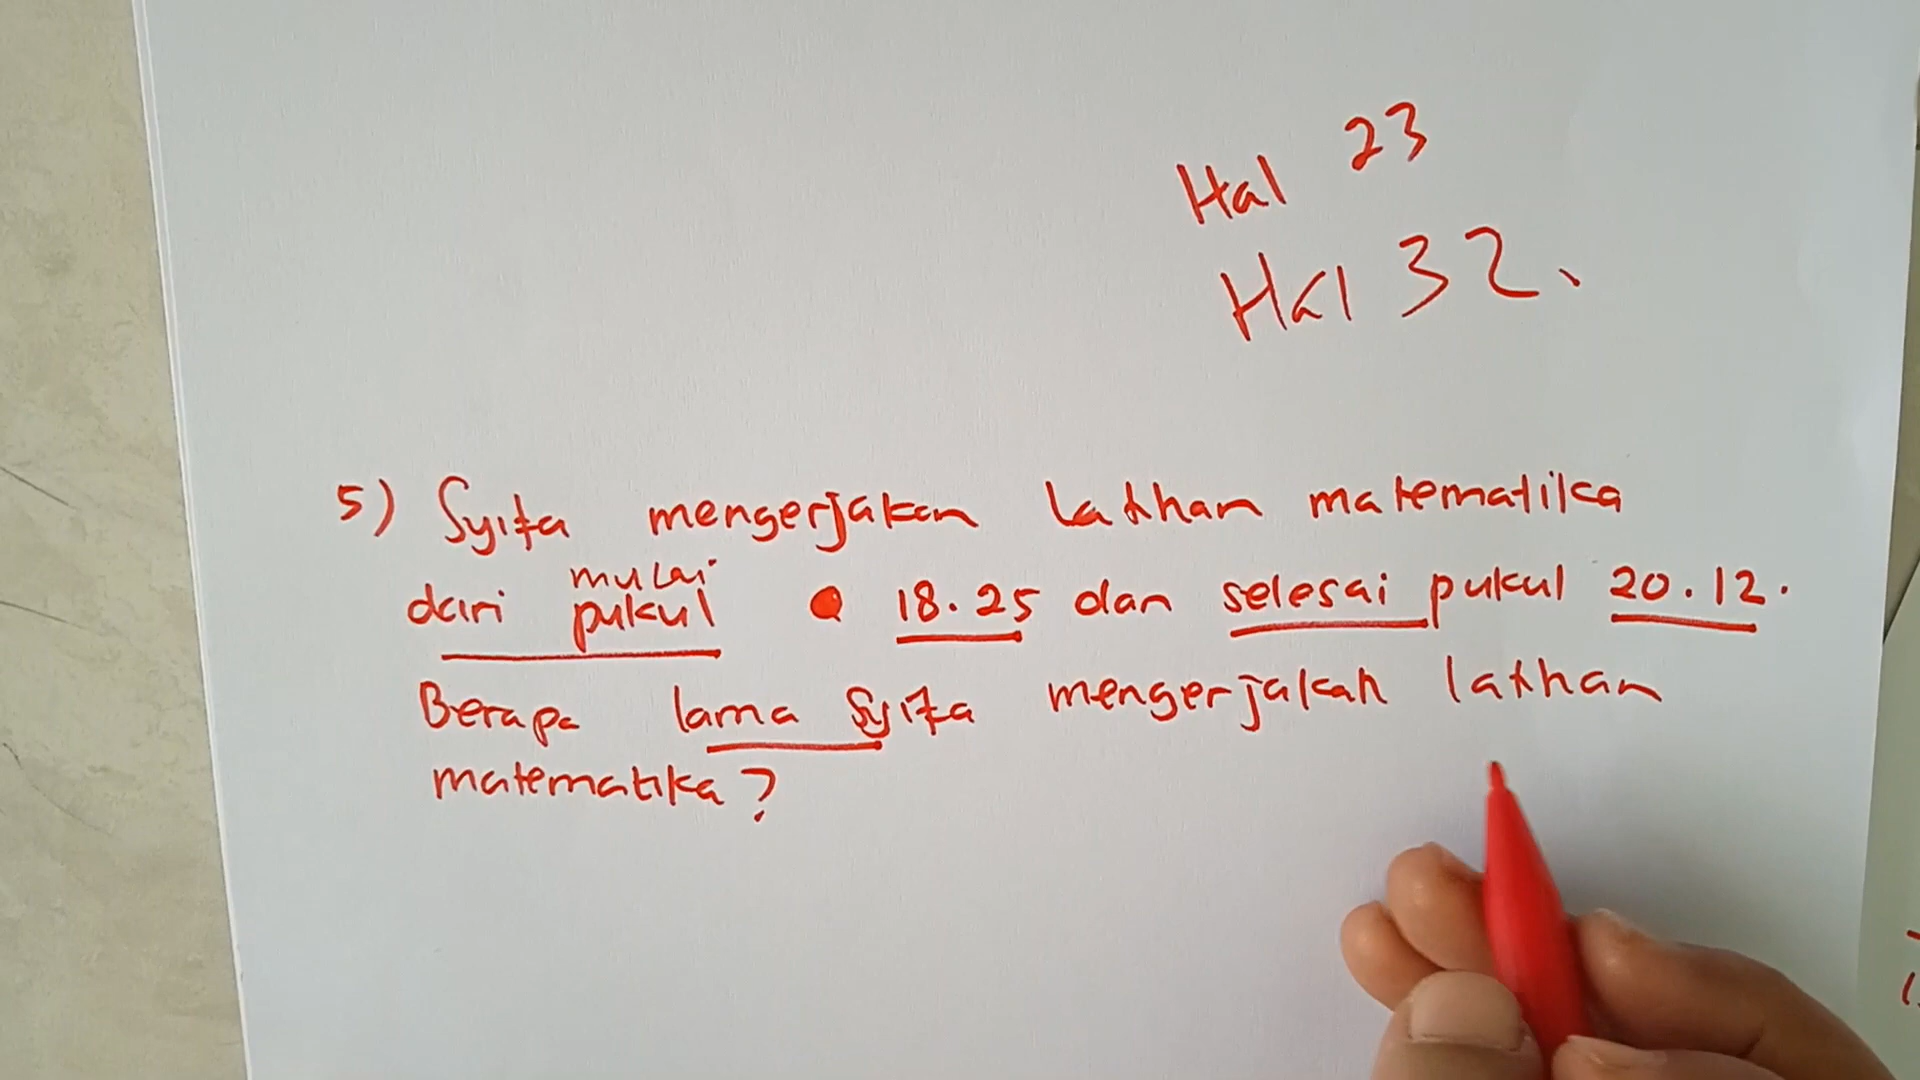 Hal 23
Hal 32.
5) Syifa mengerjakan Latihan matematika
mulai
dari pukul 18.25 dan selesai pukul 20.12.
Berapa lama Syifa mengerjakan latihan
matematika?